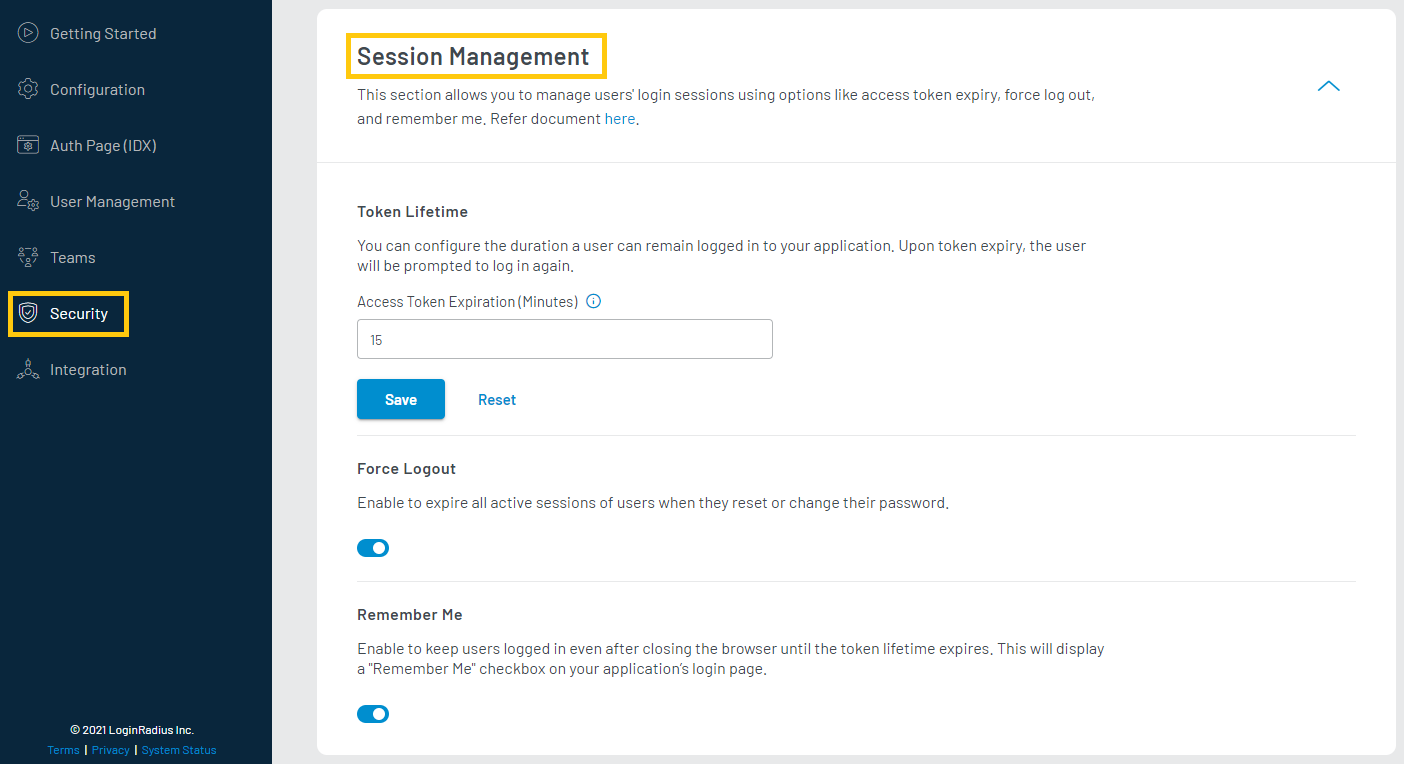 Getting Started
Configuration
Auth Page (IDX)
User Management
Teams
Security
Integration
© 2021 LoginRadius Inc.
Terms | Privacy | System Status
Session Management
This section allows you to manage users' login sessions using options like access token expiry, force log out,
and remember me. Refer document here.
Token Lifetime
You can configure the duration a user can remain logged in to your application. Upon token expiry, the user
will be prompted to log in again.
Access Token Expiration (Minutes)
15
Save Reset
Force Logout
Enable to expire all active sessions of users when they reset or change their password.
Remember Me
Enable to keep users logged in even after closing the browser until the token lifetime expires. This will display
a "Remember Me" checkbox on your application’s login page.